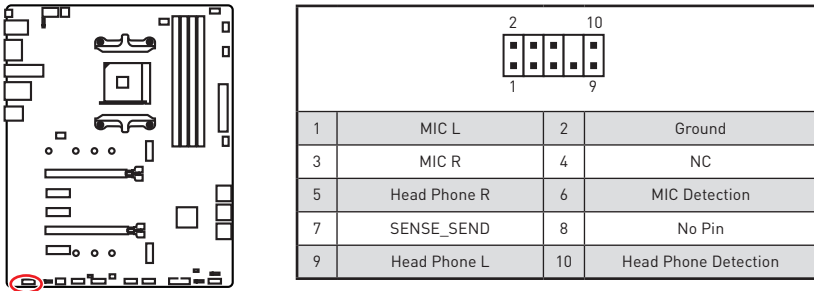 2 10
1 9
1 MIC L 2 Ground
3 MIC R 4 NC
5 Head Phone R 6 MIC Detection
7 SENSE_SEND 8 No Pin
9 Head Phone L 10 Head Phone Detection